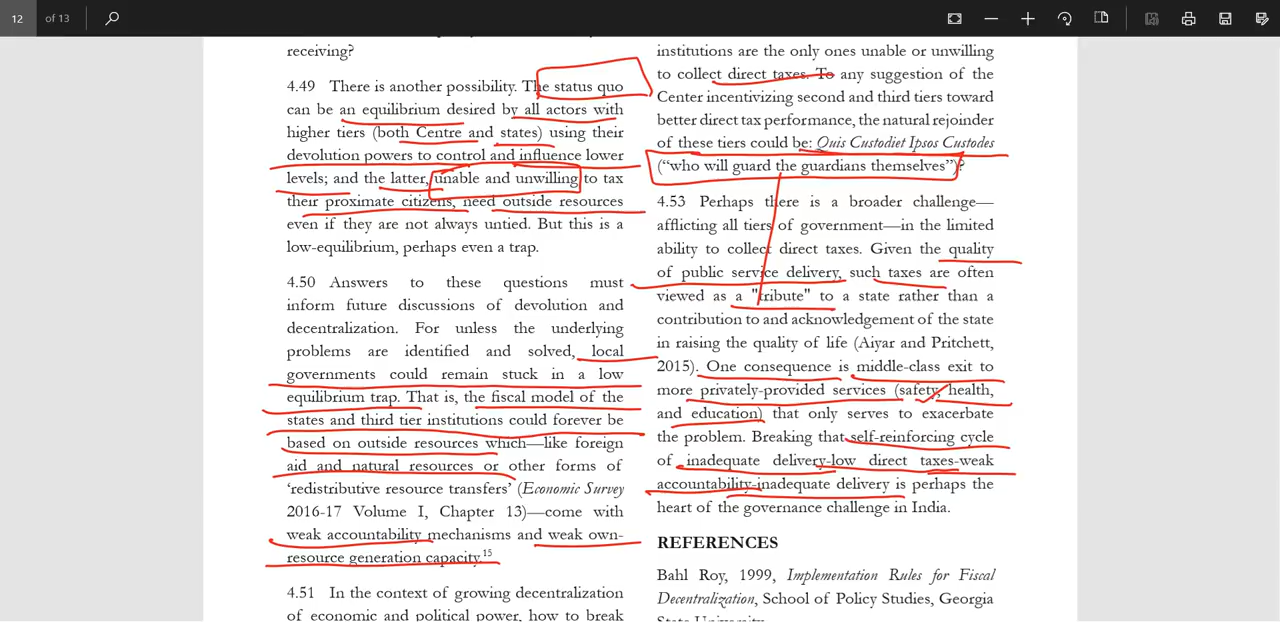 12 of 13
receiving?
4.49 There is another possibility. The status quo
can be an equilibrium desired by all actors with
higher tiers (both Centre and states) using their
devolution powers to control and influence lower
levels; and the latter, unable and unwilling to tax
their proximate citizens, need outside resources
even if they are not always untied. But this is a
low-equilibrium, perhaps even a trap.
4.50 Answers to these questions must
inform future discussions of devolution and
decentralization. For unless the underlying
problems are identified and solved, local
governments could remain stuck in a low
equilibrium trap. That is, the fiscal model of the
states and third tier institutions could forever be
based on outside resources which—like foreign
aid and natural resources or other forms of
‘redistributive resource transfers’ (Economic Survey
2016-17 Volume I, Chapter 13)—come with
weak accountability mechanisms and weak own-
resource generation capacity.15
4.51 In the context of growing decentralization
of economic and political power, how to break
institutions are the only ones unable or unwilling
to collect direct taxes. To any suggestion of the
Center incentivizing second and third tiers toward
better direct tax performance, the natural rejoinder
of these tiers could be: Quis Custodiet Ipsos Custodes
(“who will guard the guardians themselves”)?
4.53 Perhaps there is a broader challenge—
afflicting all tiers of government—in the limited
ability to collect direct taxes. Given the quality
of public service delivery, such taxes are often
viewed as a "tribute" to a state rather than a
contribution to and acknowledgement of the state
in raising the quality of life (Aiyar and Pritchett,
2015). One consequence is middle-class exit to
more privately-provided services (safety, health,
and education) that only serves to exacerbate
the problem. Breaking that self-reinforcing cycle
of inadequate delivery-low direct taxes-weak
accountability-inadequate delivery is perhaps the
heart of the governance challenge in India.
REFERENCES
Bahl Roy, 1999, Implementation Rules for Fiscal
Decentralization, School of Policy Studies, Georgia